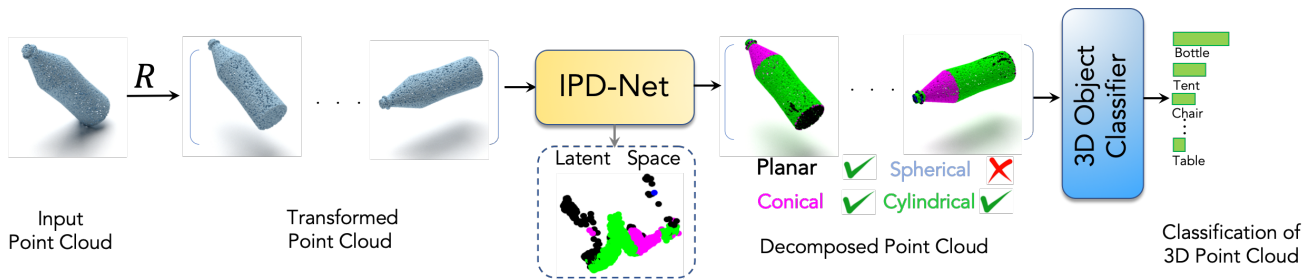 R
Input
Point Cloud
Transformed
Point Cloud
. . .
IPD-Net
Latent Space
. . .
Planar
Spherical
Conical
Cylindrical
Decomposed Point Cloud
3D Object
Classifier
Bottle
Tent
Chair
Table
Classification of
3D Point Cloud